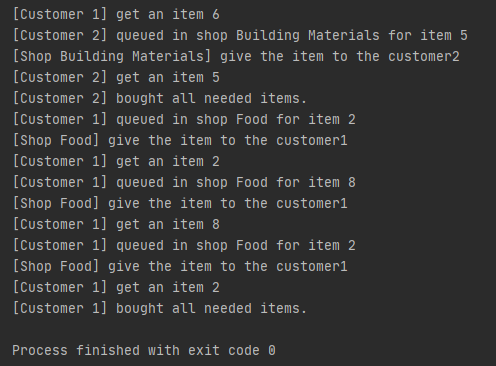 [Customer 1] get an item 6
[Customer 2] queued in shop Building Materials for item 5
[Shop Building Materials] give the item to the customer2
[Customer 2] get an item 5
[Customer 2] bought all needed items.
[Customer 1] queued in shop Food for item 2
[Shop Food] give the item to the customer1
[Customer 1] get an item 2
[Customer 1] queued in shop Food for item 8
[Shop Food] give the item to the customer1
[Customer 1] get an item 8
[Customer 1] queued in shop Food for item 2
[Shop Food] give the item to the customer1
[Customer 1] get an item 2
[Customer 1] bought all needed items.
Process finished with exit code 0